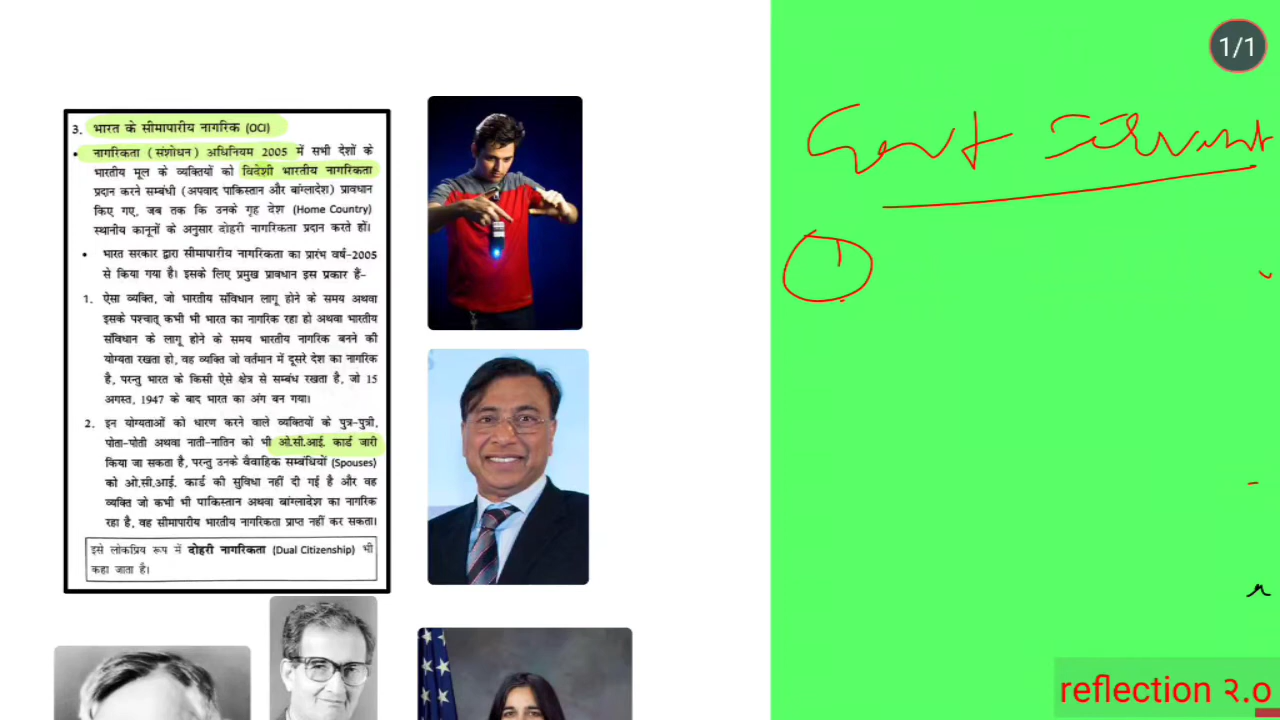 3. भारत के सीमापारीय नागरिक (OCI)
• नागरिकता (संशोधन) अधिनियम 2005 में सभी देशों के
भारतीय मूल के व्यक्तियों को विदेशी भारतीय नागरिकता
प्रदान करने सम्बंधी (अपवाद पाकिस्तान और बांग्लादेश) प्रावधान
किए गए, जब तक कि उनके गृह देश (Home Country)
स्थानीय कानूनों के अनुसार दोहरी नागरिकता प्रदान करते हों।
• भारत सरकार द्वारा सीमापारीय नागरिकता का प्रारंभ वर्ष-2005
से किया गया है। इसके लिए प्रमुख प्रावधान इस प्रकार हैं-
1. ऐसा व्यक्ति, जो भारतीय संविधान लागू होने के समय अथवा
इसके पश्चात् कभी भी भारत का नागरिक रहा हो अथवा भारतीय
संविधान के लागू होने के समय भारतीय नागरिक बनने की
योग्यता रखता हो, वह व्यक्ति जो वर्तमान में दूसरे देश का नागरिक
है, परन्तु भारत के किसी ऐसे क्षेत्र से सम्बंध रखता है, जो 15
अगस्त, 1947 के बाद भारत का अंग बन गया।
2. इन योग्यताओं को धारण करने वाले व्यक्तियों के पुत्र-पुत्री,
पोता-पोती अथवा नाती-नातिन को भी ओ.सी.आई. कार्ड जारी
किया जा सकता है, परन्तु उनके वैवाहिक सम्बंधियों (Spouses)
को ओ.सी.आई. कार्ड की सुविधा नहीं दी गई है और वह
व्यक्ति जो कभी भी पाकिस्तान अथवा बांग्लादेश का नागरिक
रहा है, वह सीमापारीय भारतीय नागरिकता प्राप्त नहीं कर सकता।
इसे लोकप्रिय रूप में दोहरी नागरिकता (Dual Citizenship) भी
कहा जाता है।
1/1
Govt
1
reflection २.०